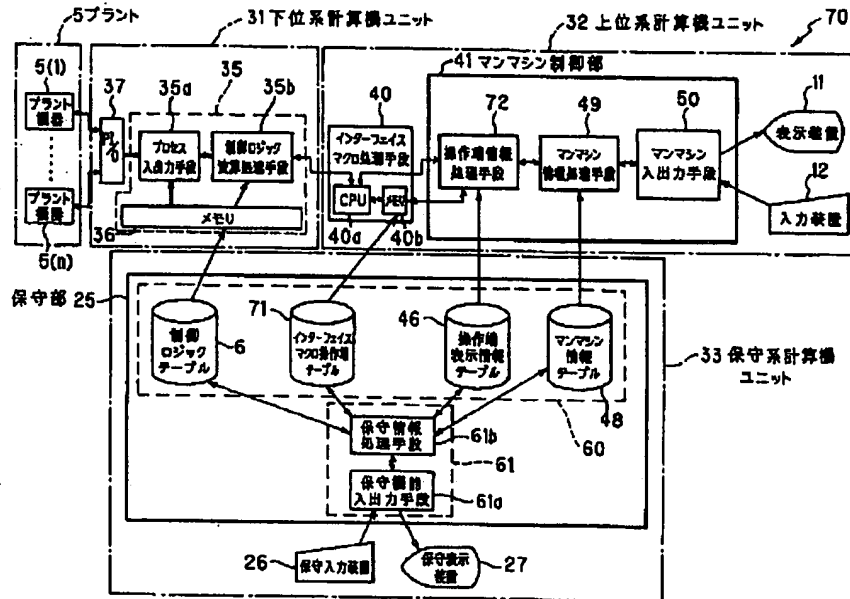 5プラント
31下位系計算機ユニット
32上位系計算機ユニット
70
5(1)
プラント
機器
5(n)
プラント
機器
37
PI/O
35a
プロセス
入出力手段
35
35b
制御ロジック
演算処理手段
メモリ
36
40
インターフェイス
マクロ処理手段
CPU
メモリ
40a
40b
41マンマシン制御部
72
操作端情報
処理手段
49
マンマシン
情報処理手段
50
マンマシン
入出力手段
11
表示装置
12
入力装置
保守部25
6
制御
ロジック
テーブル
71
インターフェイス
マクロ操作端
テーブル
46
操作端
表示情報
テーブル
マンマシン
情報
テーブル
48
33保守系計算機
ユニット
60
保守情報
処理手段
61b
61
保守機能
入出力手段
61a
26
保守入力装置
保守表示
装置
27